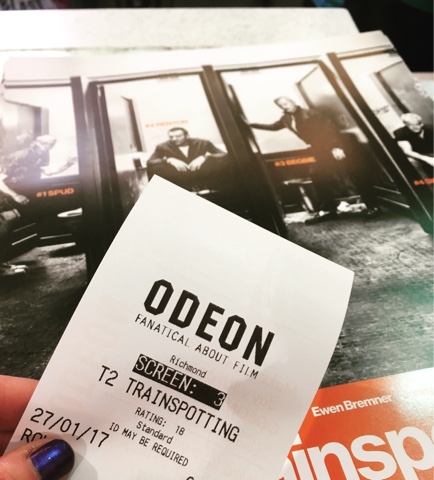 #1 SPUD
#3 BEGBIE
ODEON
FANATICAL ABOUT FILM
Richmond
SCREEN: 3
T2 TRAINSPOTTING
RATING: 18
Standard
ID MAY BE REQUIRED
27/01/17
Ewen Bremner